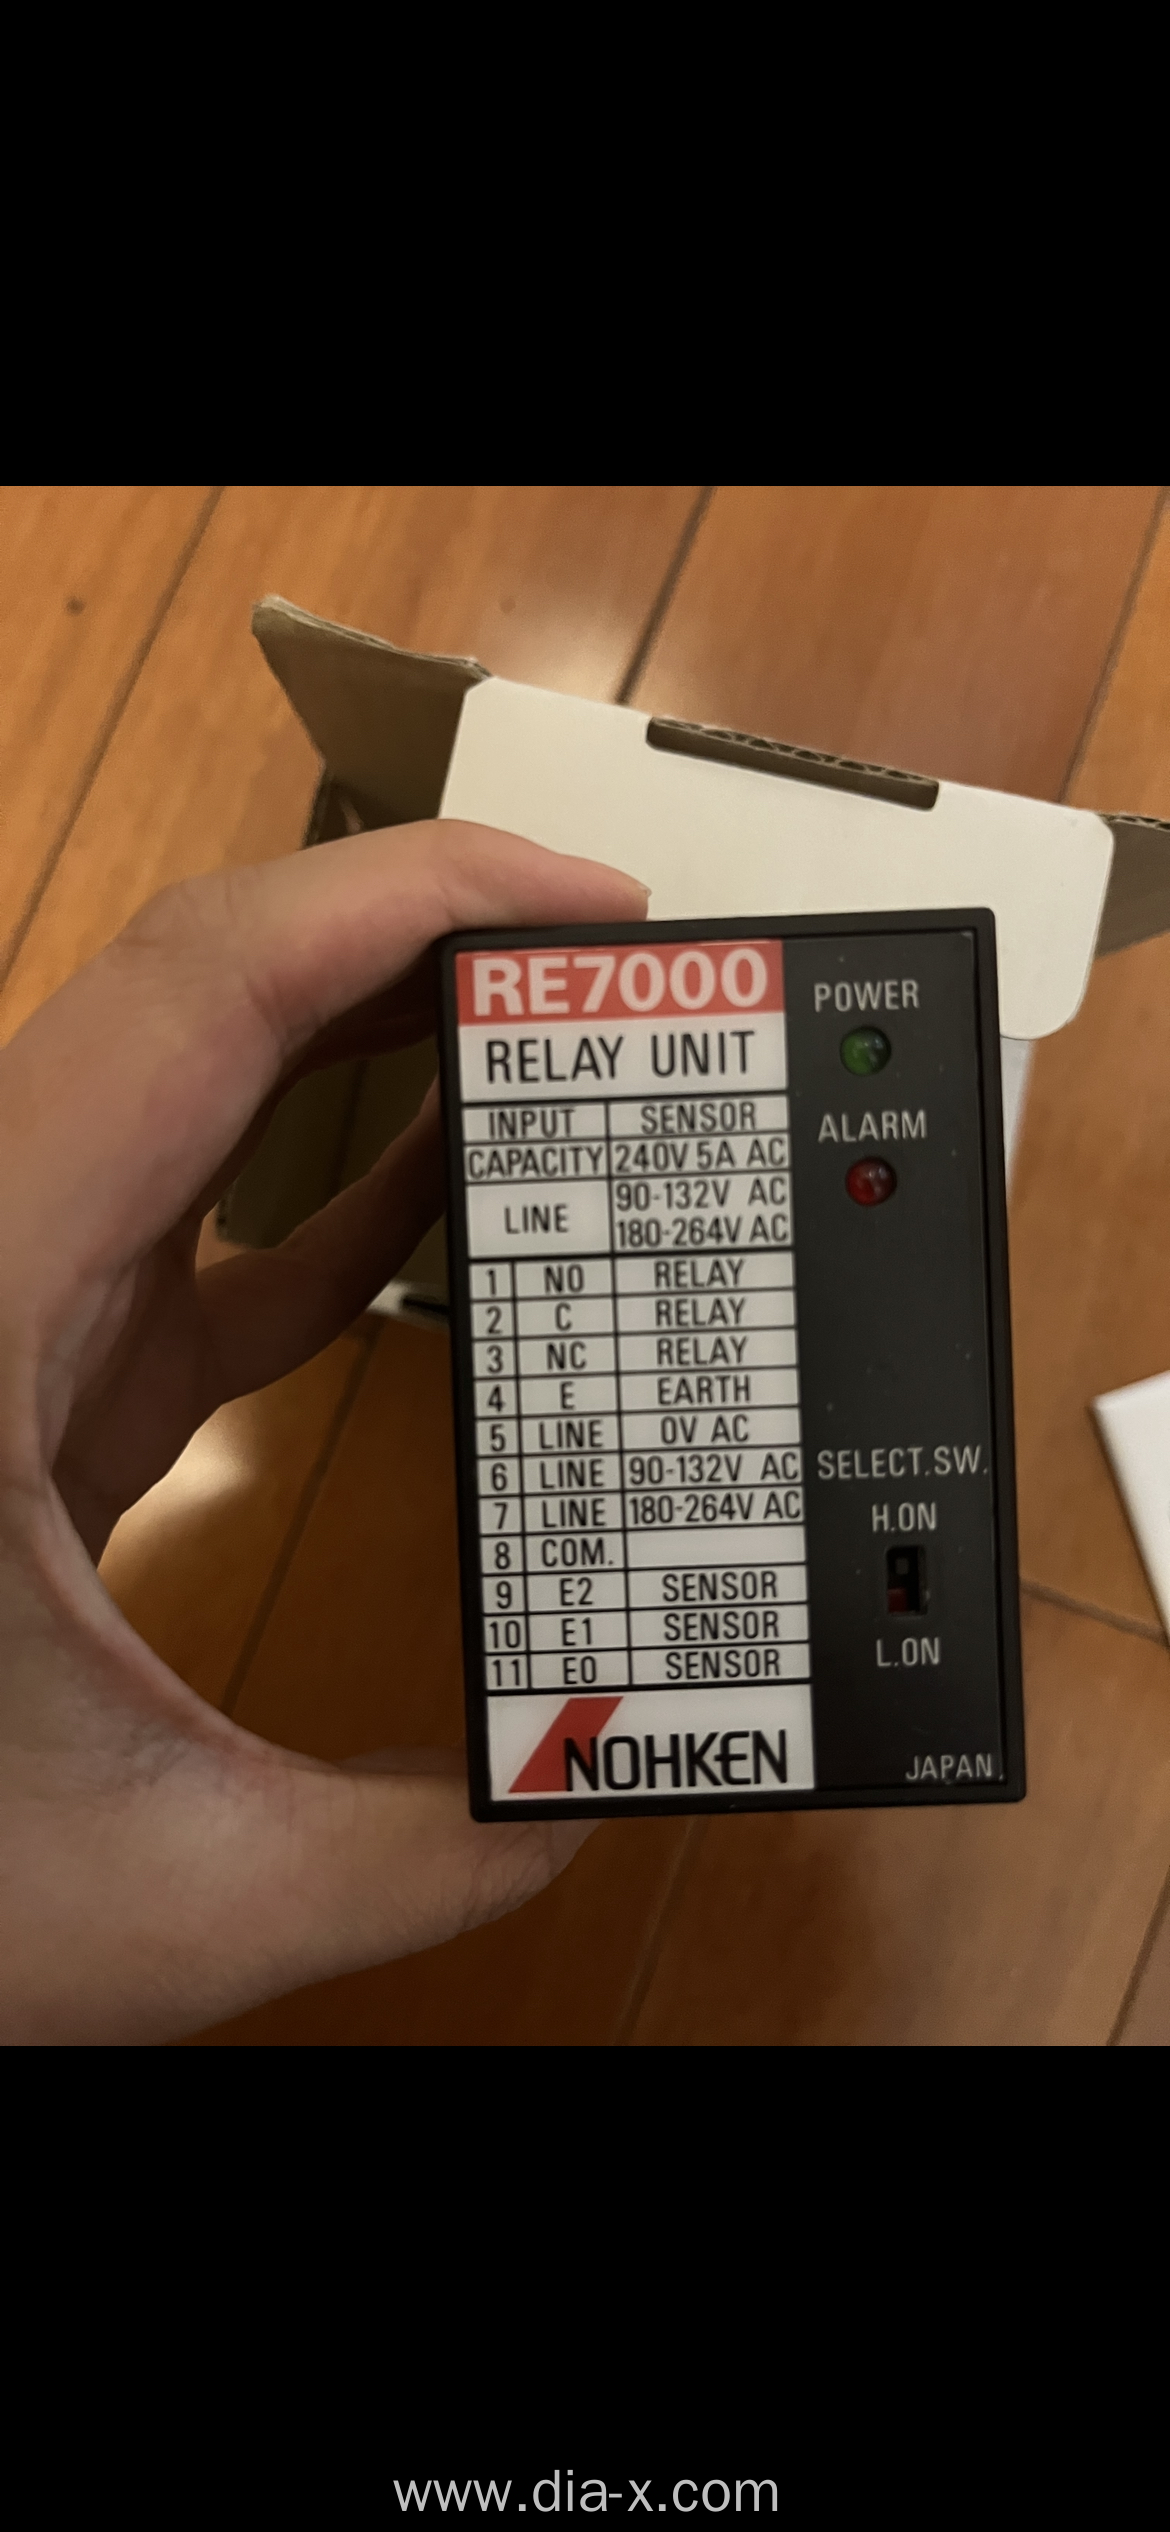 RE7000
RELAY UNIT
INPUT SENSOR
CAPACITY 240V 5A AC
LINE 90-132V AC
180-264V AC
1 NO RELAY
2 C RELAY
3 NC RELAY
4 E EARTH
5 LINE 0V AC
6 LINE 90-132V AC
7 LINE 180-264V AC
8 COM.
9 E2 SENSOR
10 E1 SENSOR
11 E0 SENSOR
NOHKEN
POWER
ALARM
SELECT.SW.
H.ON
L.ON
JAPAN.
www.dia-x.com